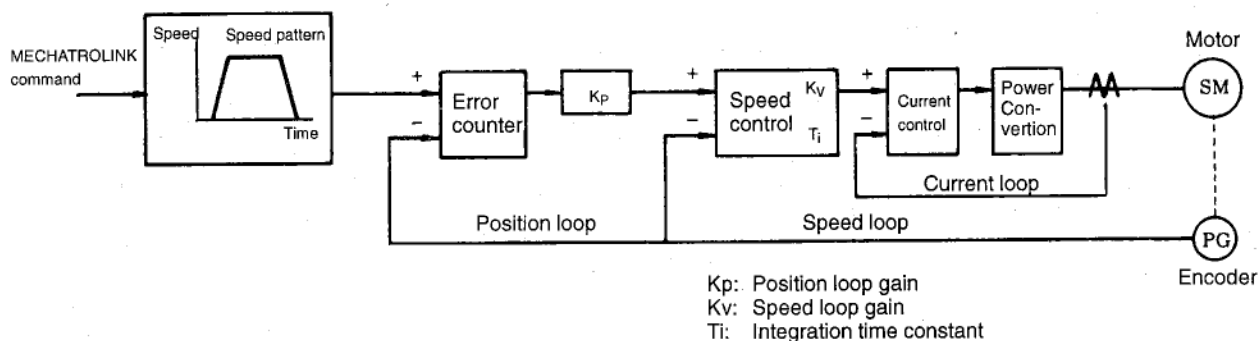 MECHATROLINK
command
Speed
Speed pattern
Time
+
−
Error
counter
KP
+
−
Speed
control
KV
Ti
+
−
Current
control
Power
Con-
vertion
Motor
SM
Current loop
Position loop
Speed loop
PG
Encoder
Kp: Position loop gain
Kv: Speed loop gain
Ti: Integration time constant